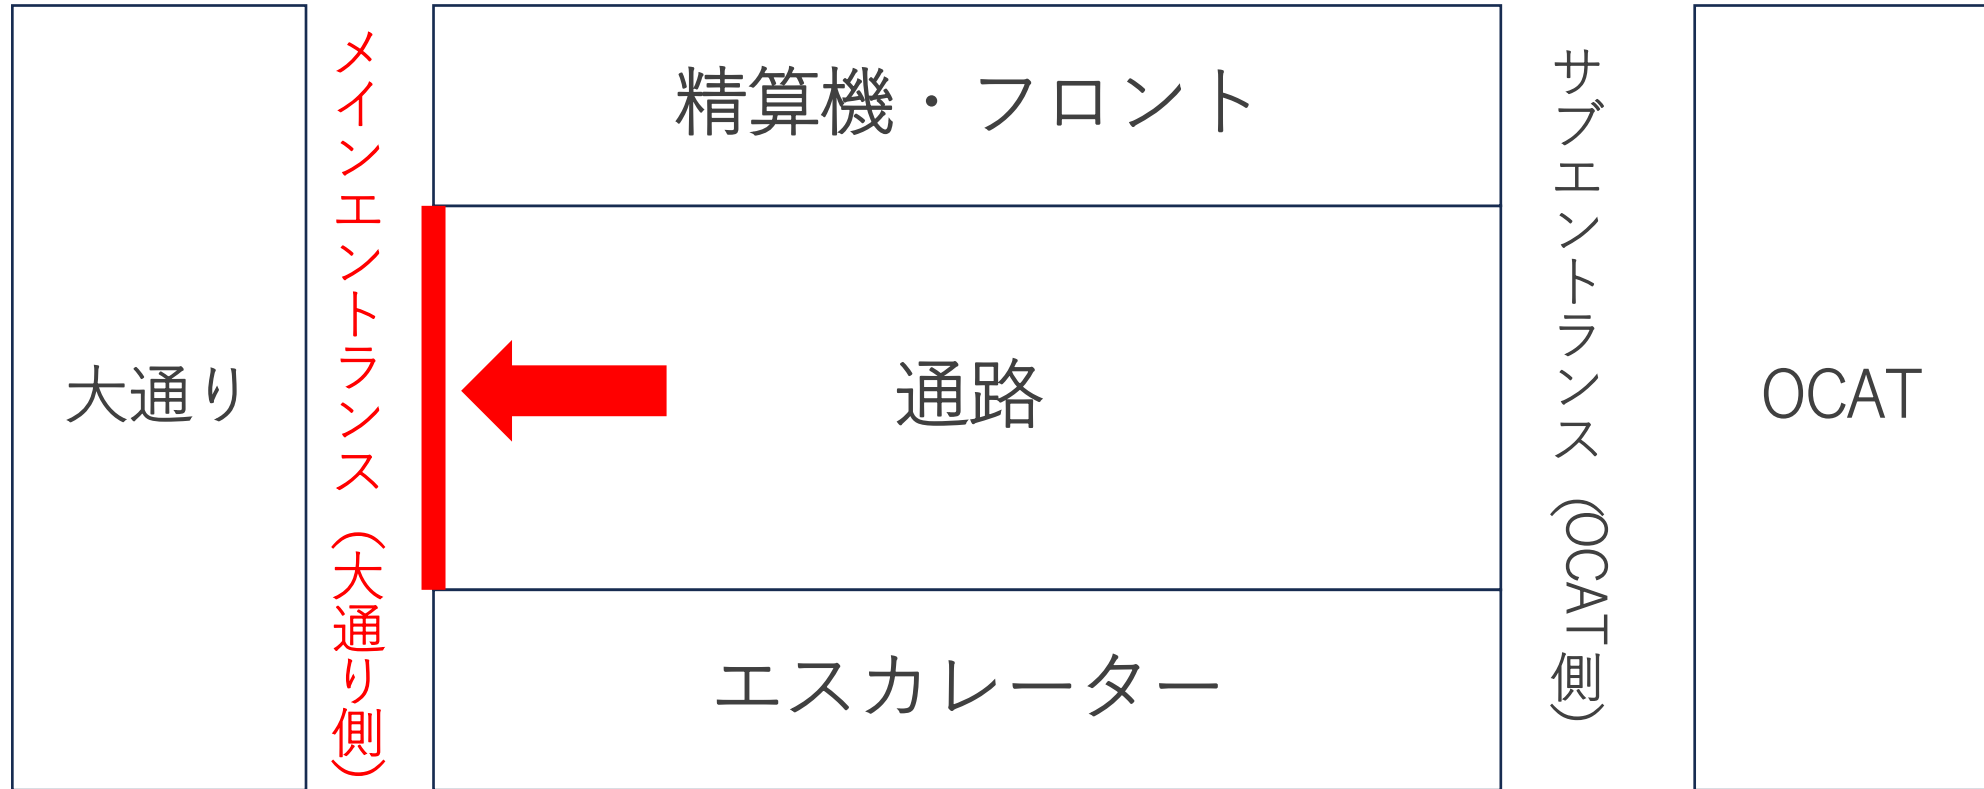 大通り
メインエントランス（大通り側）
精算機・フロント
通路
エスカレーター
サブエントランス（OCAT側）
OCAT